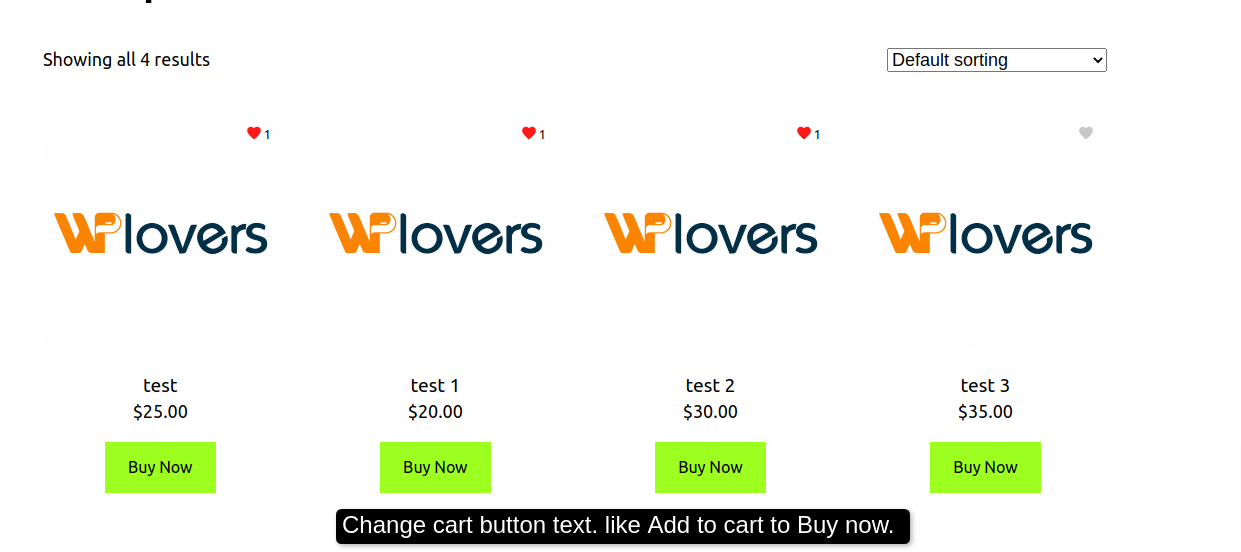 Showing all 4 results
Default sorting
1
1
1
WPlovers
WPlovers
WPlovers
WPlovers
test
test 1
test 2
test 3
$25.00
$20.00
$30.00
$35.00
Buy Now
Buy Now
Buy Now
Buy Now
Change cart button text. like Add to cart to Buy now.